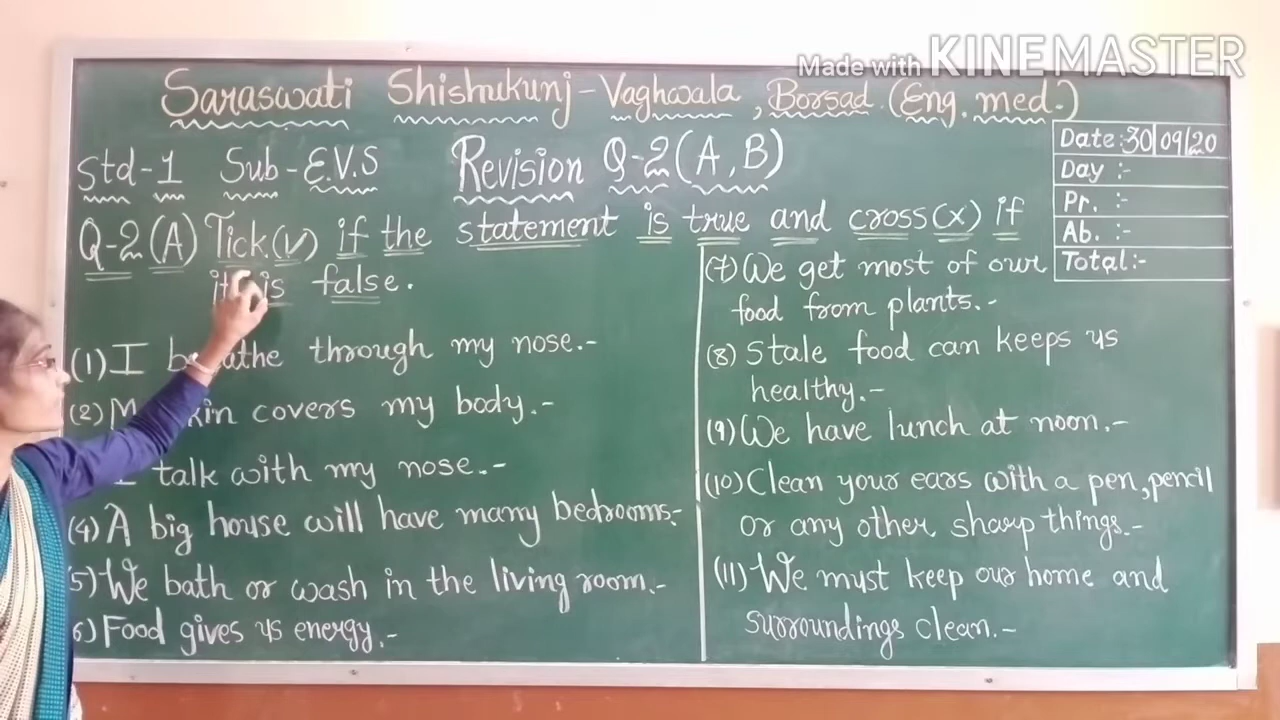 Made with KINEMASTER
Saraswati Shishukunj - Vaghwala, Borsad. (Eng. med.)
Std-1 Sub - E.V.S Revision Q-2 (A, B)
Date: 30|09|20
Day :-
Pr. :-
Ab. :-
Total:-
Q-2 (A) Tick (✓) if the statement is true and cross (x) if
it is false.
(1) I breathe through my nose.-
(2) My skin covers my body.-
talk with my nose.-
(4) A big house will have many bedrooms:-
(5) We bath or wash in the living room.-
6) Food gives us energy.-
(7) We get most of our
food from plants.-
(8) Stale food can keeps us
healthy.-
(9) We have lunch at noon.-
(10) Clean your ears with a pen, pencil
or any other sharp things.-
(11) We must keep our home and
surroundings clean.-